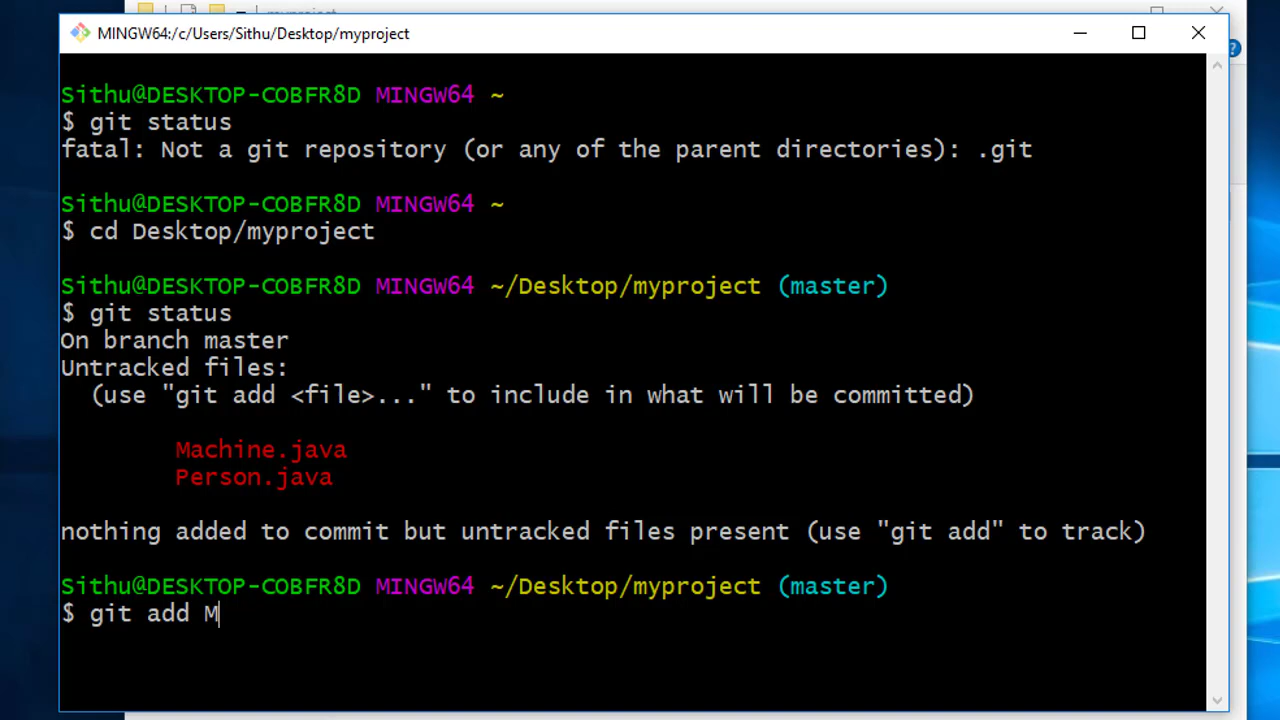 myproject
MINGW64:/c/Users/Sithu/Desktop/myproject
Sithu@DESKTOP-COBFR8D MINGW64 ~
$ git status
fatal: Not a git repository (or any of the parent directories): .git
Sithu@DESKTOP-COBFR8D MINGW64 ~
$ cd Desktop/myproject
Sithu@DESKTOP-COBFR8D MINGW64 ~/Desktop/myproject (master)
$ git status
On branch master
Untracked files:
(use "git add <file>..." to include in what will be committed)
Machine.java
Person.java
nothing added to commit but untracked files present (use "git add" to track)
Sithu@DESKTOP-COBFR8D MINGW64 ~/Desktop/myproject (master)
$ git add M